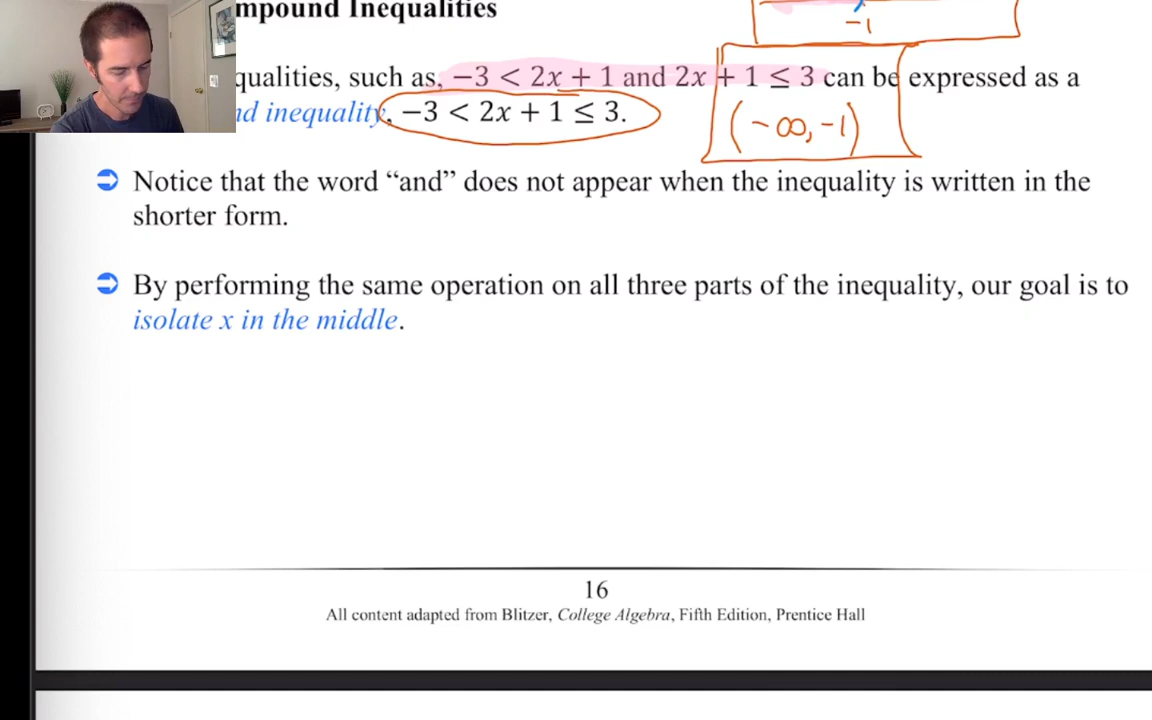 mpound Inequalities
-1
qualities, such as, −3 < 2x + 1 and 2x + 1 ≤ 3 can be expressed as a
nd inequality, −3 < 2x + 1 ≤ 3.
(-∞,-1)
Notice that the word “and” does not appear when the inequality is written in the
shorter form.
By performing the same operation on all three parts of the inequality, our goal is to
isolate x in the middle.
16
All content adapted from Blitzer, College Algebra, Fifth Edition, Prentice Hall